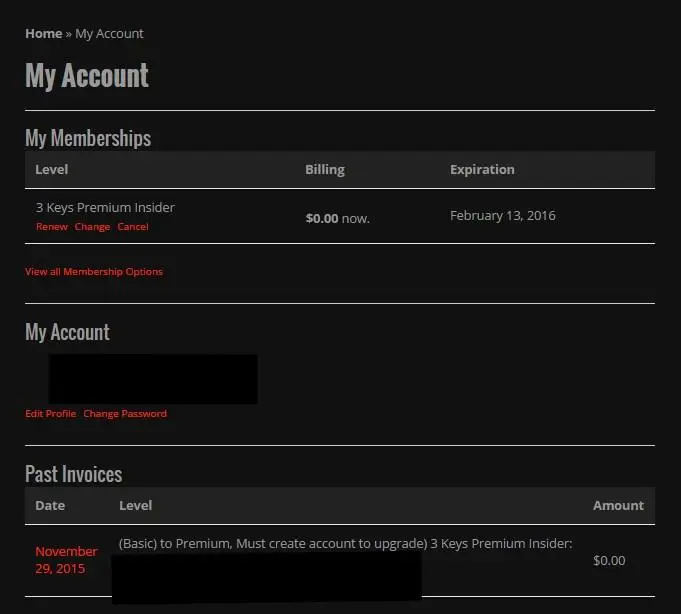 Home » My Account
My Account
My Memberships
Level Billing Expiration
3 Keys Premium Insider
$0.00 now. February 13, 2016
Renew Change Cancel
View all Membership Options
My Account
Edit Profile Change Password
Past Invoices
Date Level Amount
(Basic) to Premium, Must create account to upgrade) 3 Keys Premium Insider:
November
29, 2015
$0.00